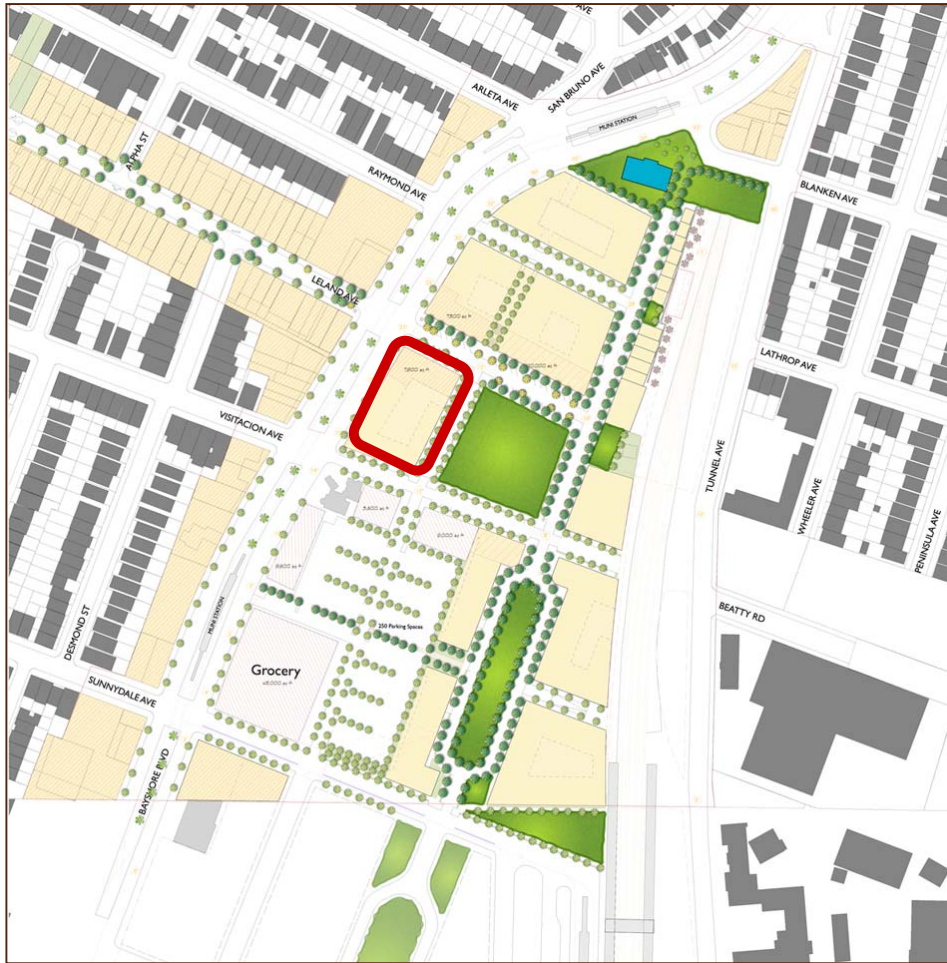 AVE
AVE
ARLETA AVE
SAN BRUNO AVE
MUNI STATION
ALPHA ST
RAYMOND AVE
BLANKEN AVE
LELAND AVE
LATHROP AVE
VISITACION AVE
TUNNEL AVE
WHEELER AVE
PENINSULA AVE
BEATTY RD
DESMOND ST
MUNI STATION
250 Parking Spaces
Grocery
SUNNYDALE AVE
BAYSHORE BLVD